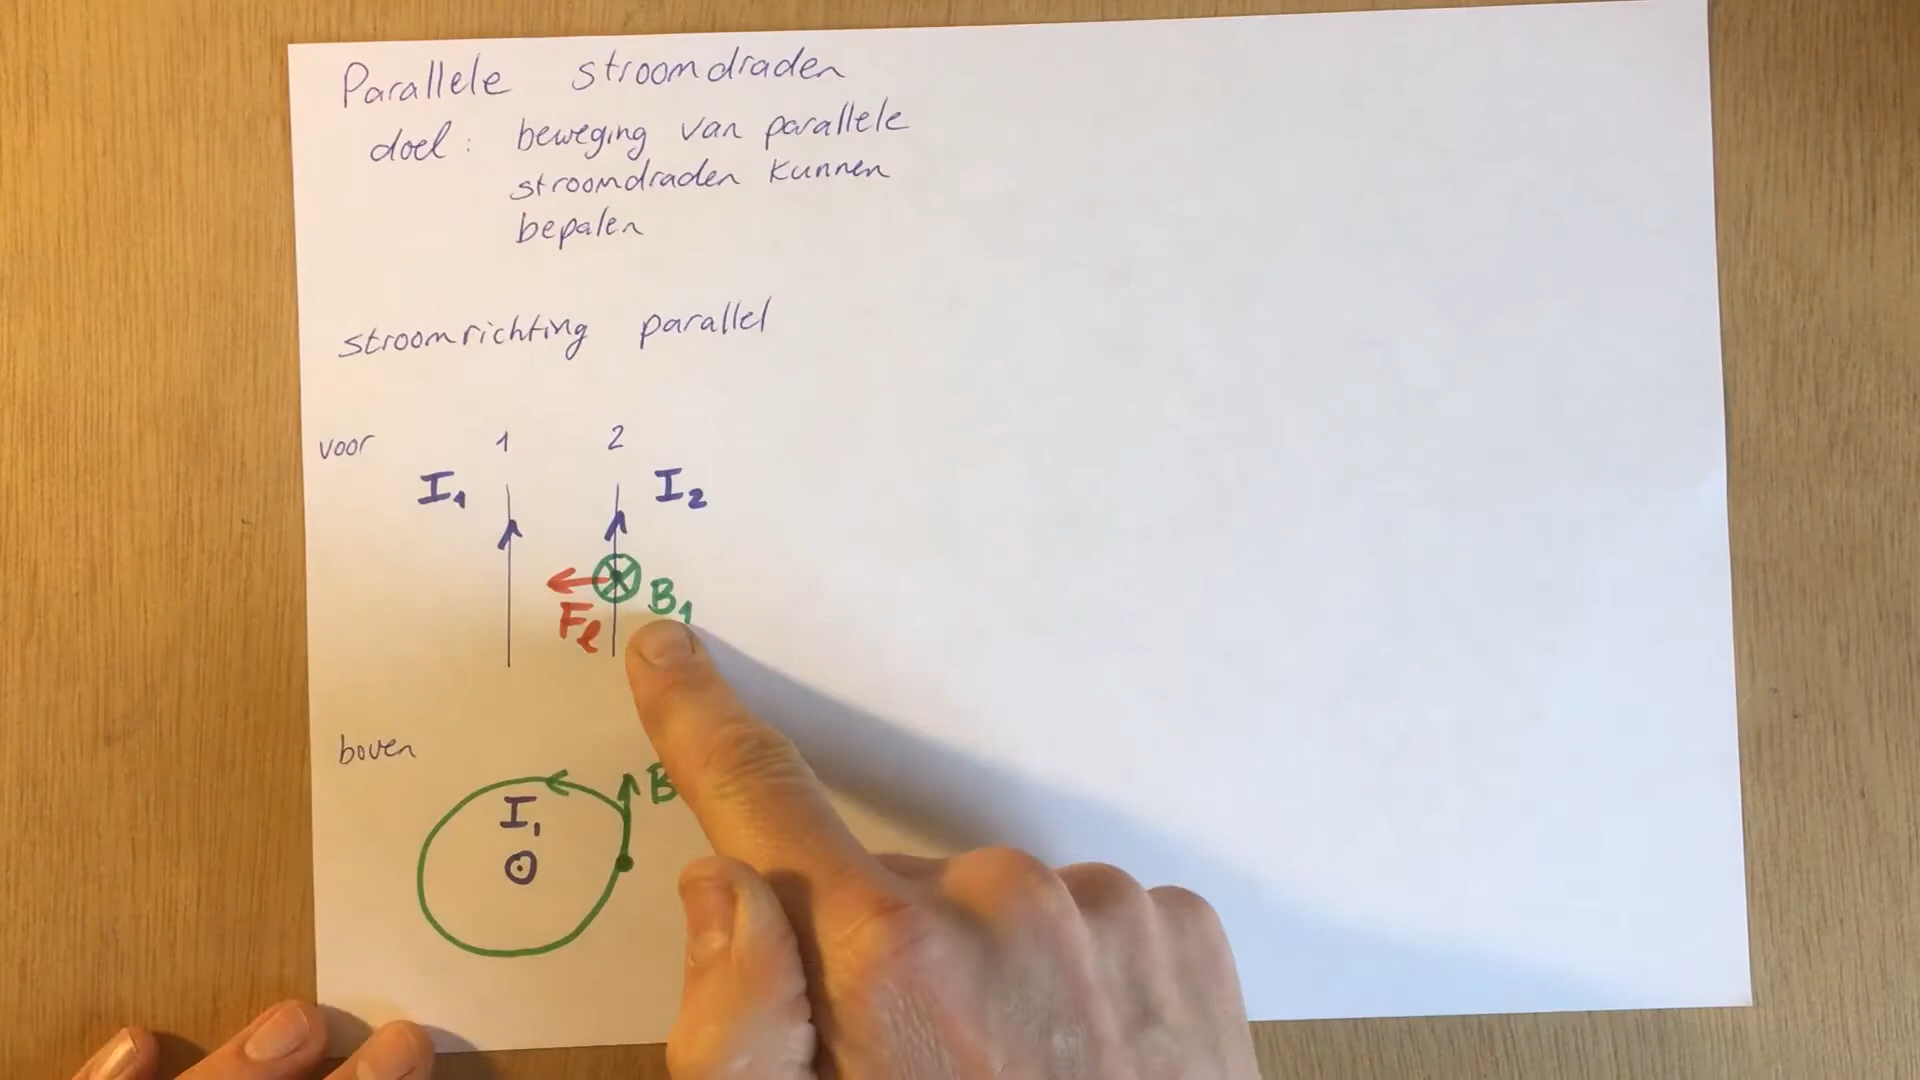 Parallele stroomdraden
doel: beweging van parallele
stroomdraden kunnen
bepalen
stroomrichting parallel
voor 1 2
I₁ I₂
B₁
Fℓ
boven
B
I₁